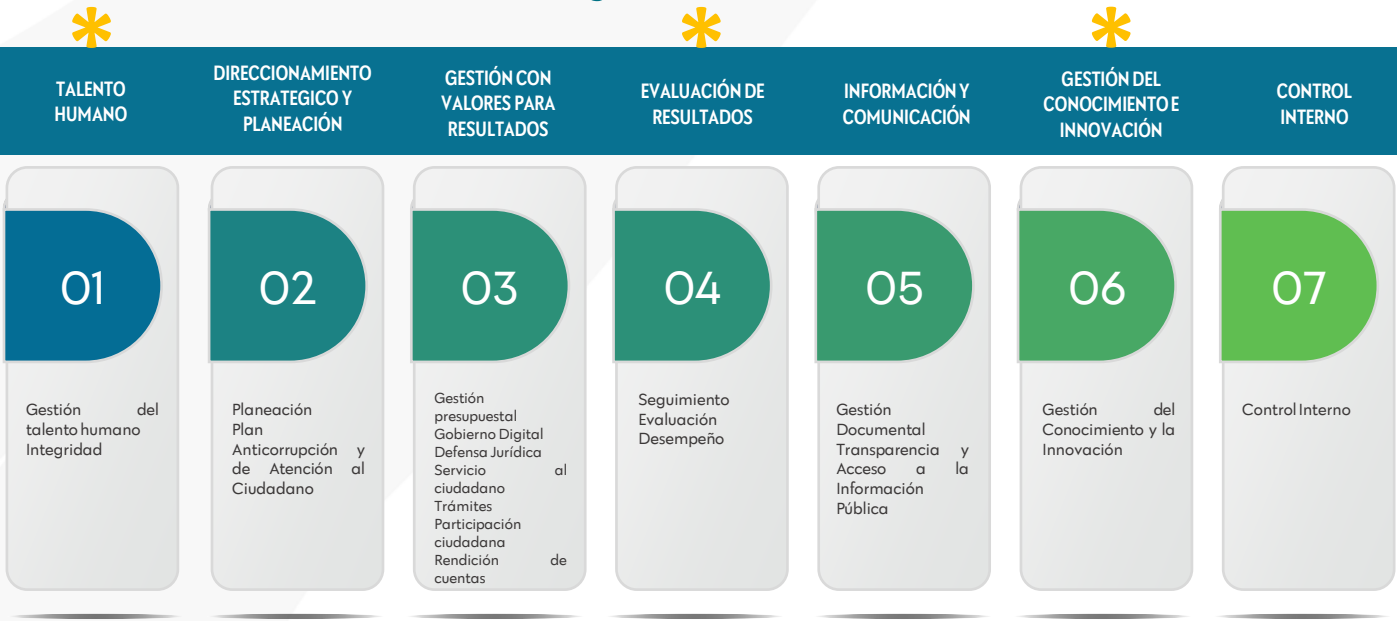 TALENTO
HUMANO
DIRECCIONAMIENTO
ESTRATEGICO Y
PLANEACIÓN
GESTIÓN CON
VALORES PARA
RESULTADOS
EVALUACIÓN DE
RESULTADOS
INFORMACIÓN Y
COMUNICACIÓN
GESTIÓN DEL
CONOCIMIENTO E
INNOVACIÓN
CONTROL
INTERNO
01
Gestión del
talento humano
Integridad
02
Planeación
Plan
Anticorrupción y
de Atención al
Ciudadano
03
Gestión
presupuestal
Gobierno Digital
Defensa Jurídica
Servicio al
ciudadano
Trámites
Participación
ciudadana
Rendición de
cuentas
04
Seguimiento
Evaluación
Desempeño
05
Gestión
Documental
Transparencia y
Acceso a la
Información
Pública
06
Gestión del
Conocimiento y la
Innovación
07
Control Interno